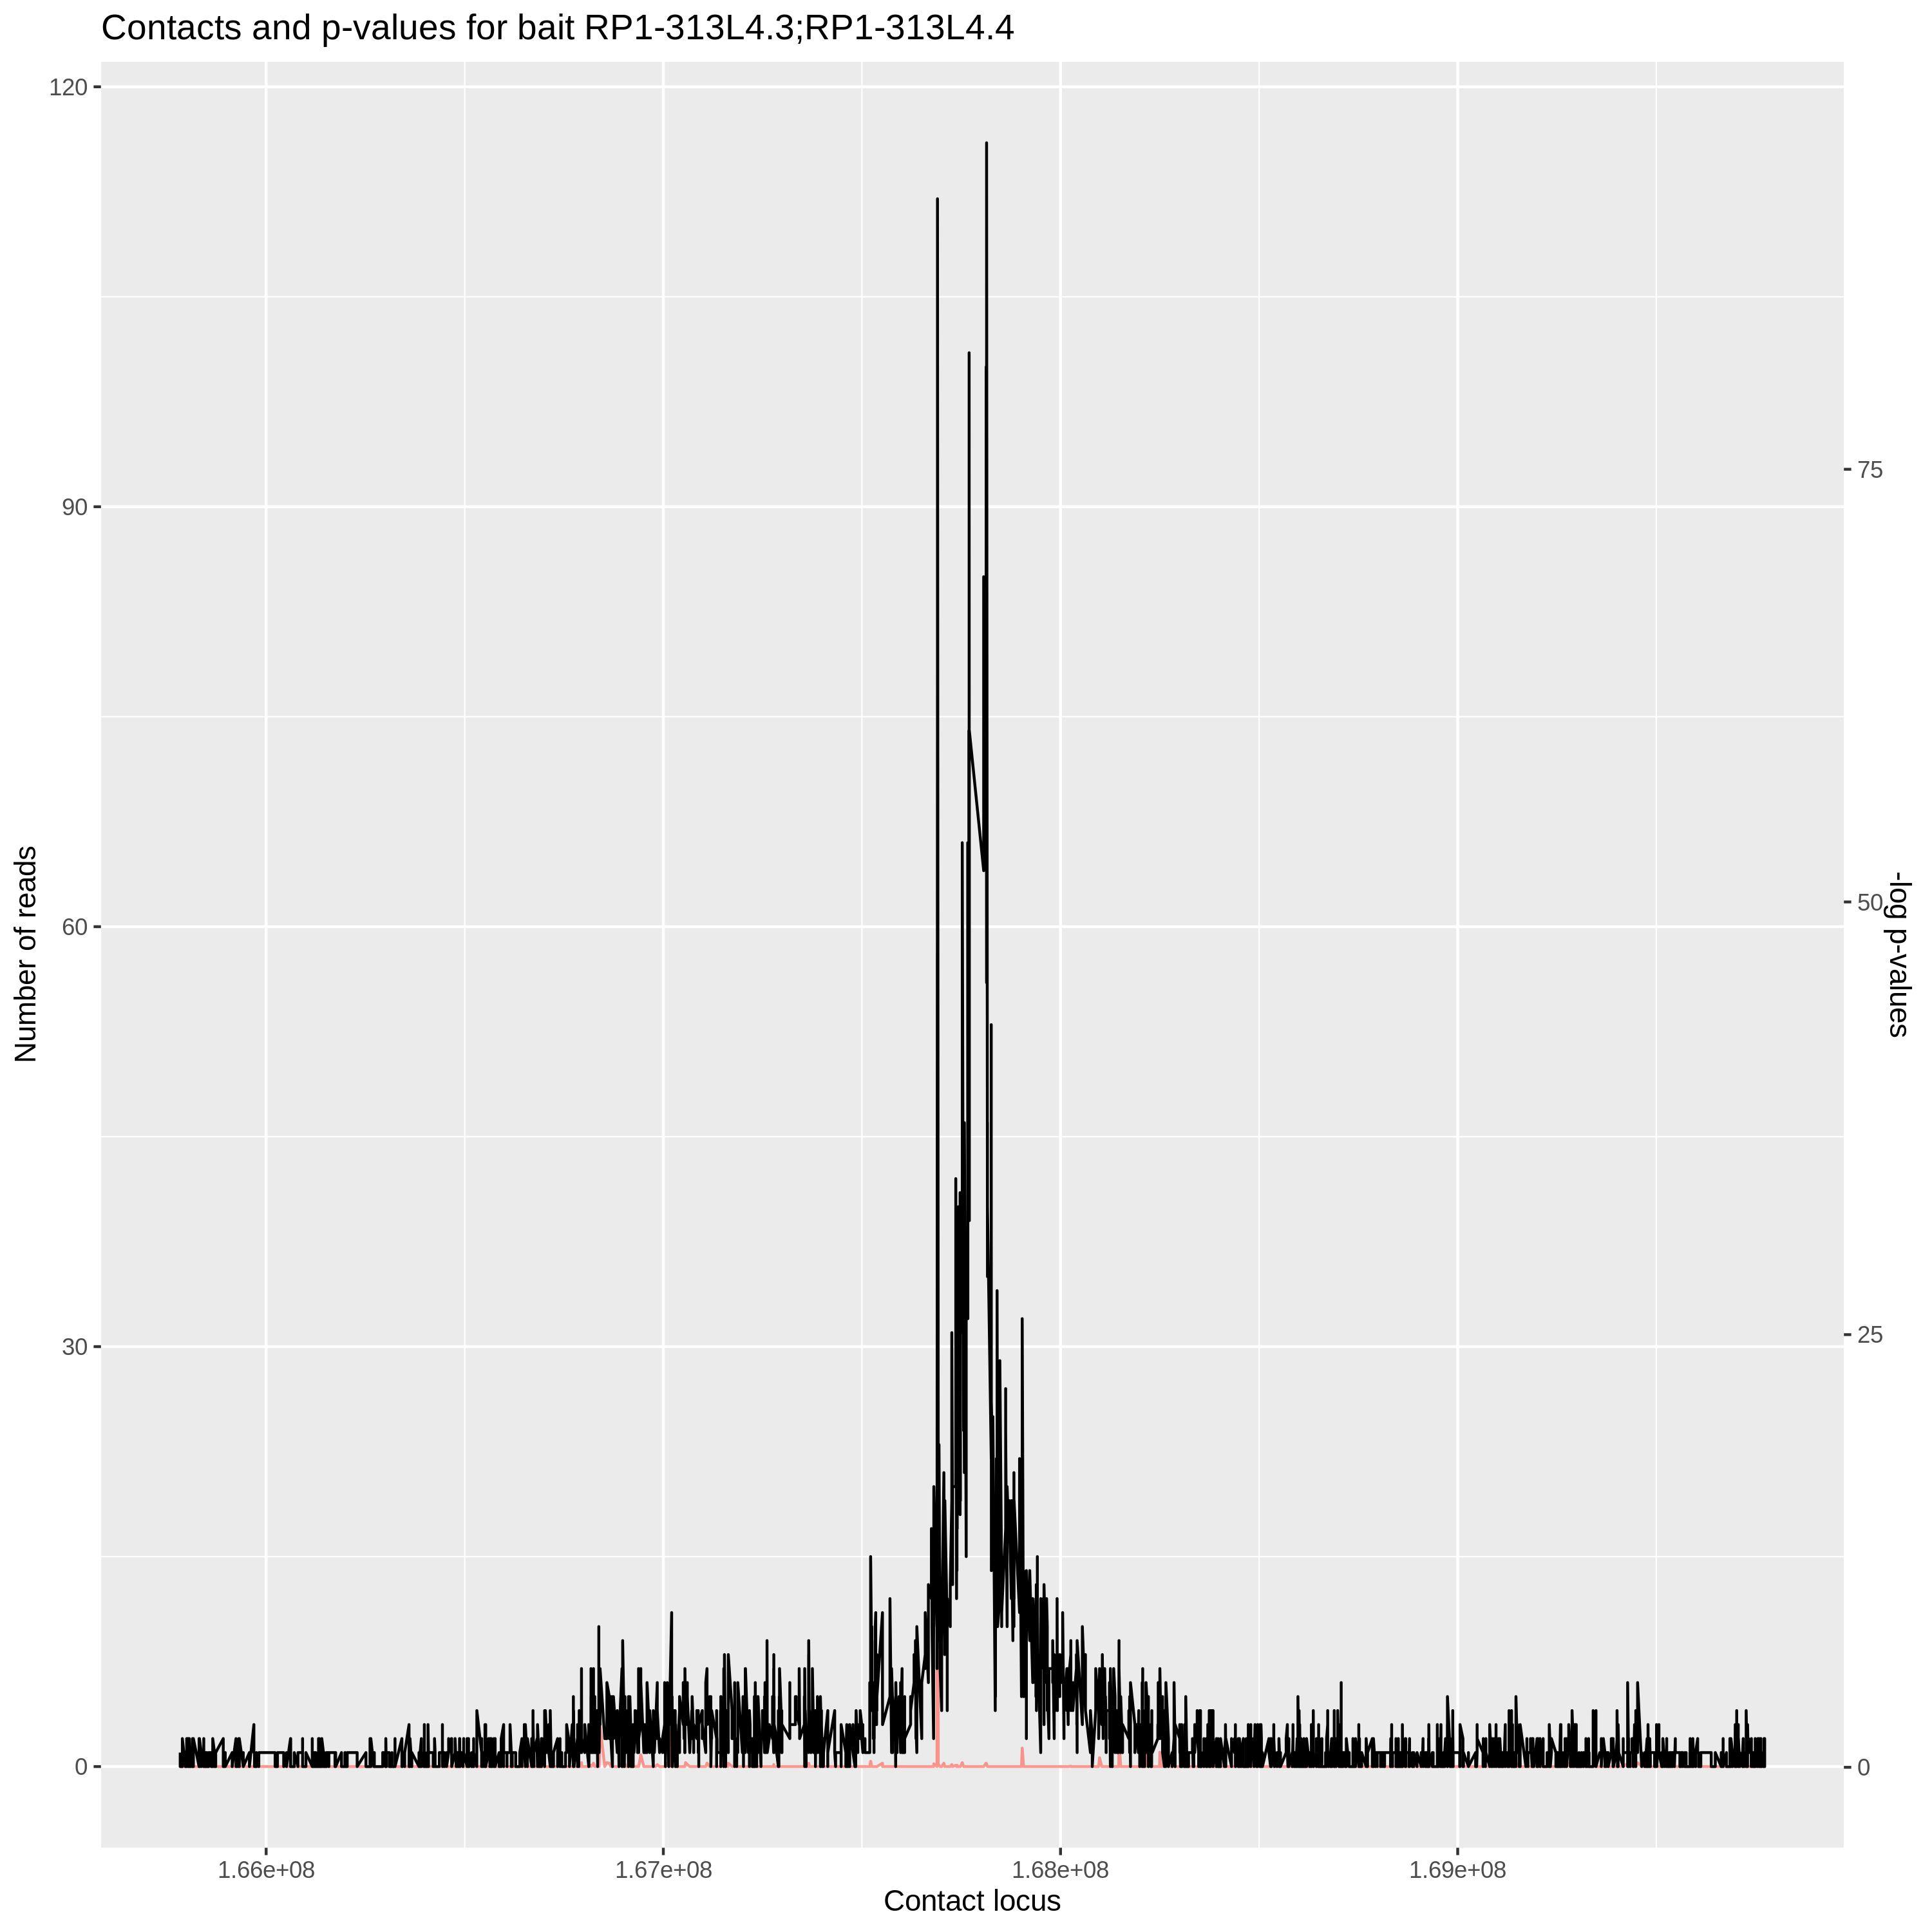 Contacts and p-values for bait RP1-313L4.3;RP1-313L4.4
120
90
60
30
0
Number of reads
75
50
25
0
-log p-values
1.66e+08 1.67e+08 1.68e+08 1.69e+08
Contact locus